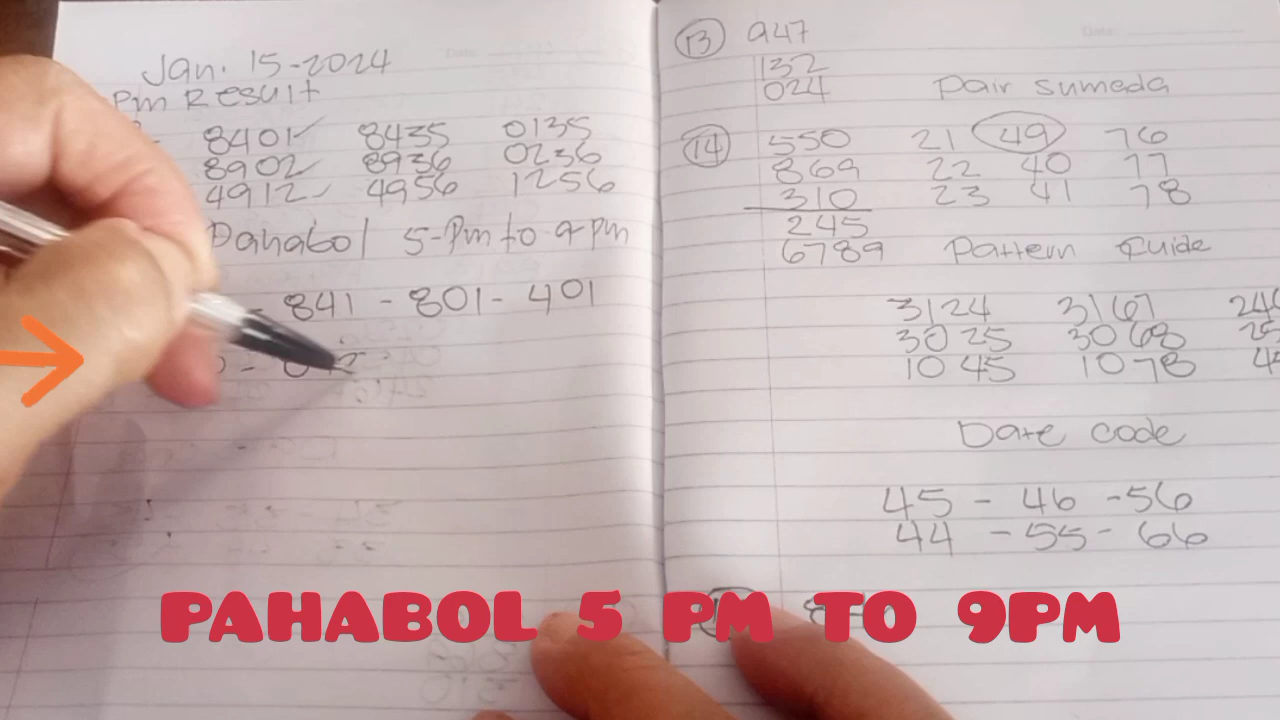 Jan. 15-2024
Pm Result
8401 8435 0135
8902 8936 0236
4912 4956 1256
Pahabol 5-Pm to 9 pm
- 841 - 801 - 401
13 947
132
024
Pair sumada
14 550 21 49 76
869 22 40 77
310 23 41 78
245
6789
Pattern Guide
3124 3167
3025 3068
1045 1078
Date code
45 - 46 - 56
44 - 55 - 66
PAHABOL 5 PM TO 9PM